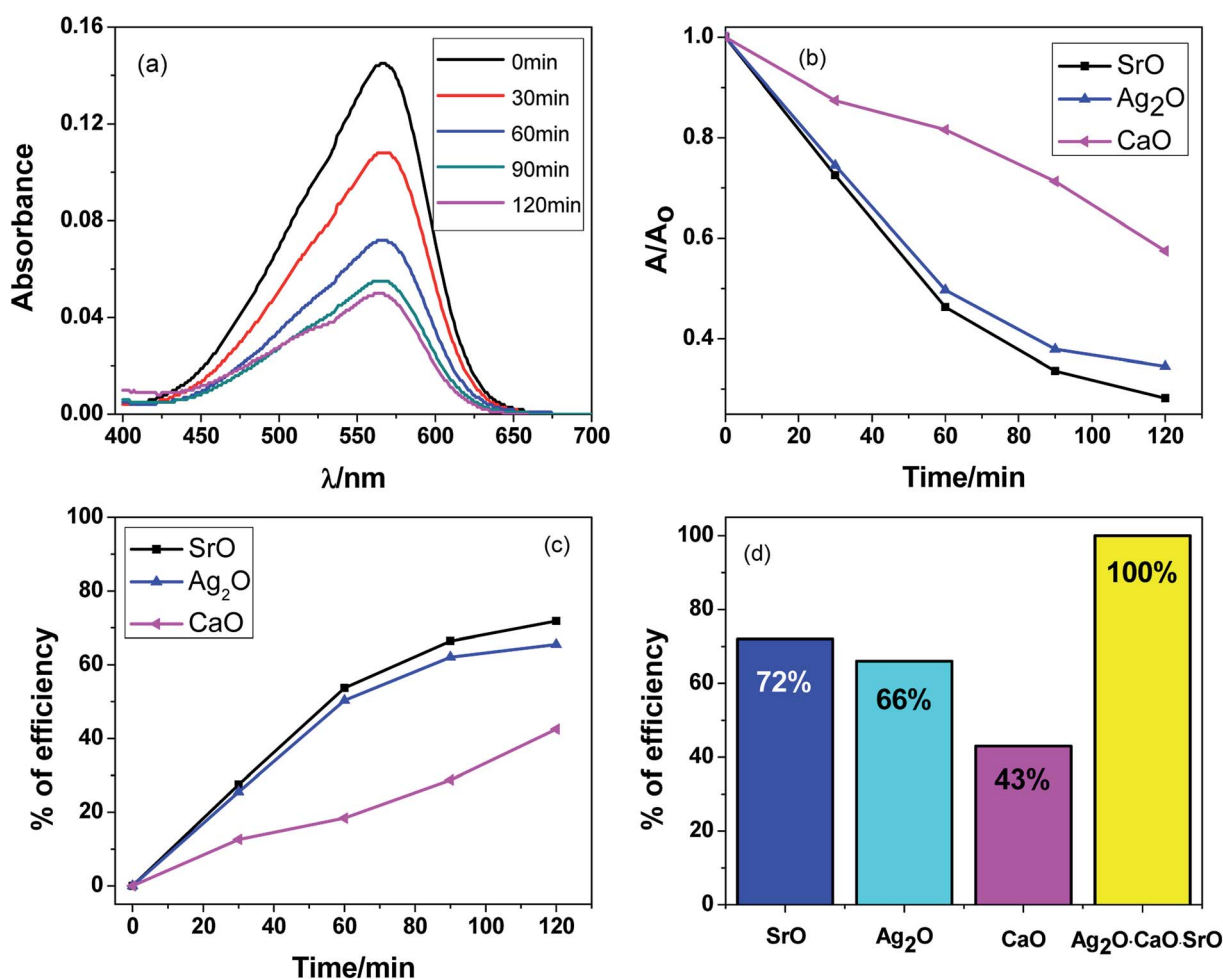 (a)
0min
30min
60min
90min
120min
0.16
0.12
0.08
0.04
0.00
Absorbance
400 450 500 550 600 650 700
λ/nm
(b)
SrO
Ag₂O
CaO
1.0
0.8
0.6
0.4
A/Ao
0 20 40 60 80 100 120
Time/min
(c)
SrO
Ag₂O
CaO
100
80
60
40
20
0
% of efficiency
0 20 40 60 80 100 120
Time/min
(d)
100
80
60
40
20
0
% of efficiency
72%
66%
43%
100%
SrO Ag₂O CaO Ag₂O·CaO·SrO